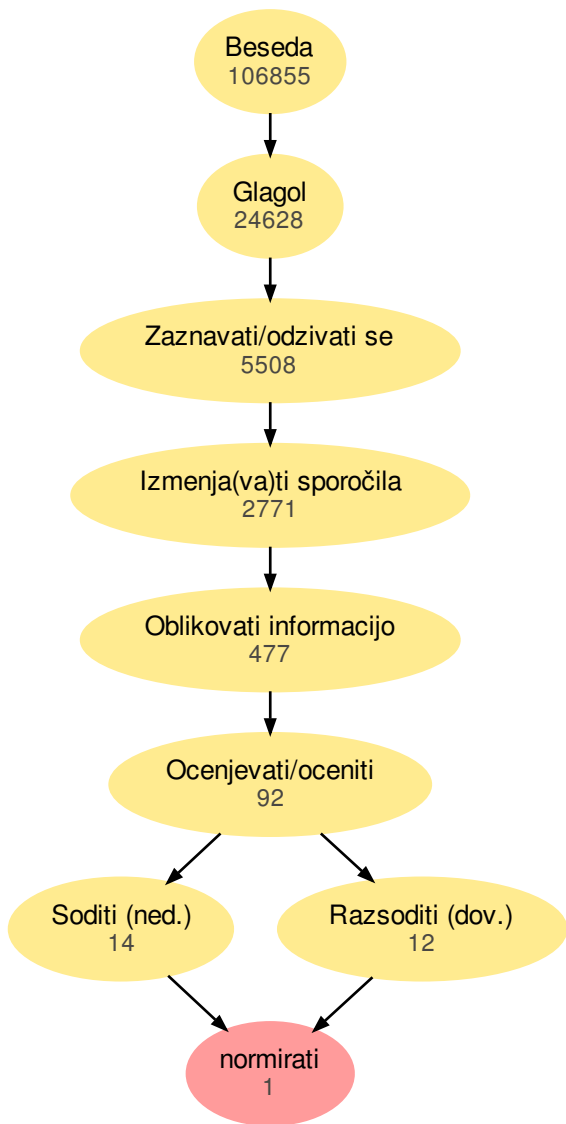 Beseda
106855
Glagol
24628
Zaznavati/odzivati se
5508
Izmenja(va)ti sporočila
2771
Oblikovati informacijo
477
Ocenjevati/oceniti
92
Soditi (ned.)
14
Razsoditi (dov.)
12
normirati
1